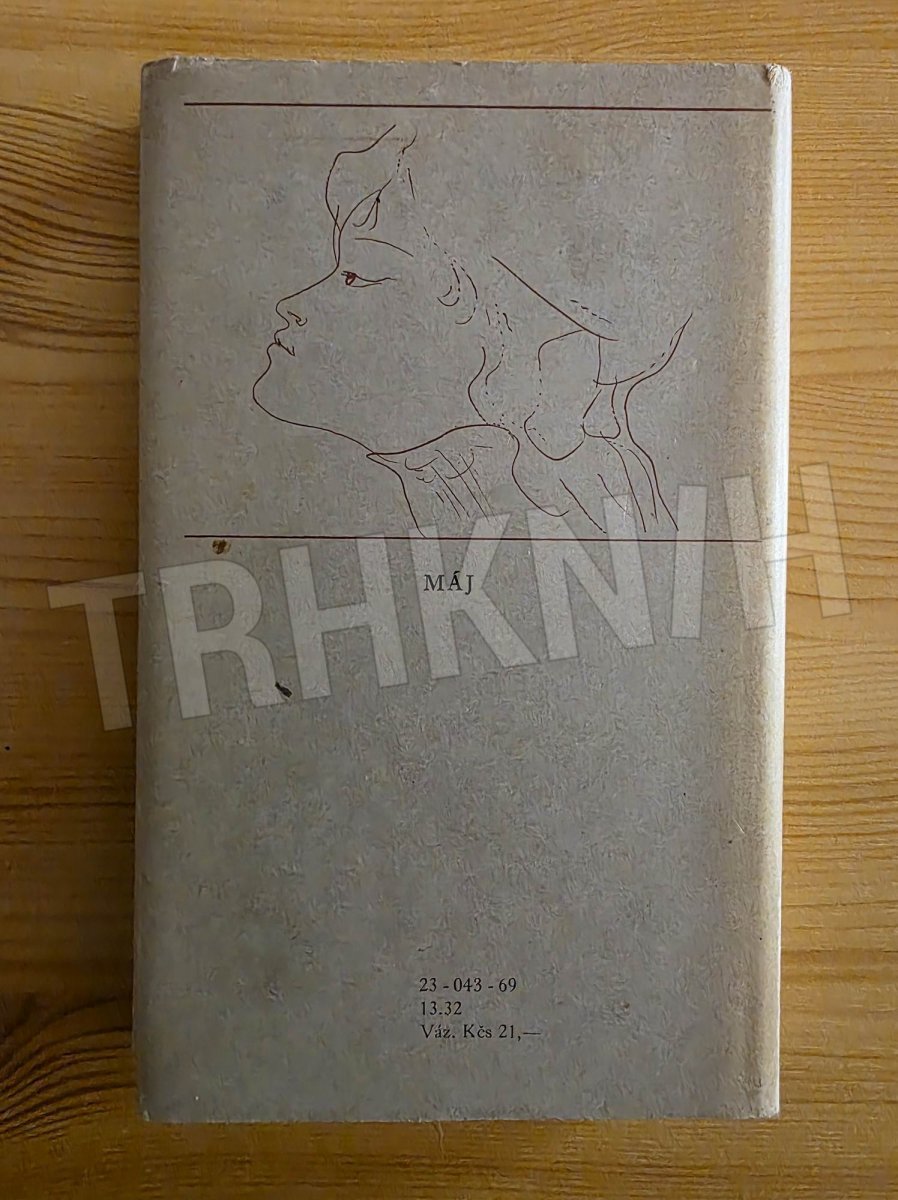 MÁJ
TRHKNIH
23 - 043 - 69
13.32
Váz. Kčs 21,—